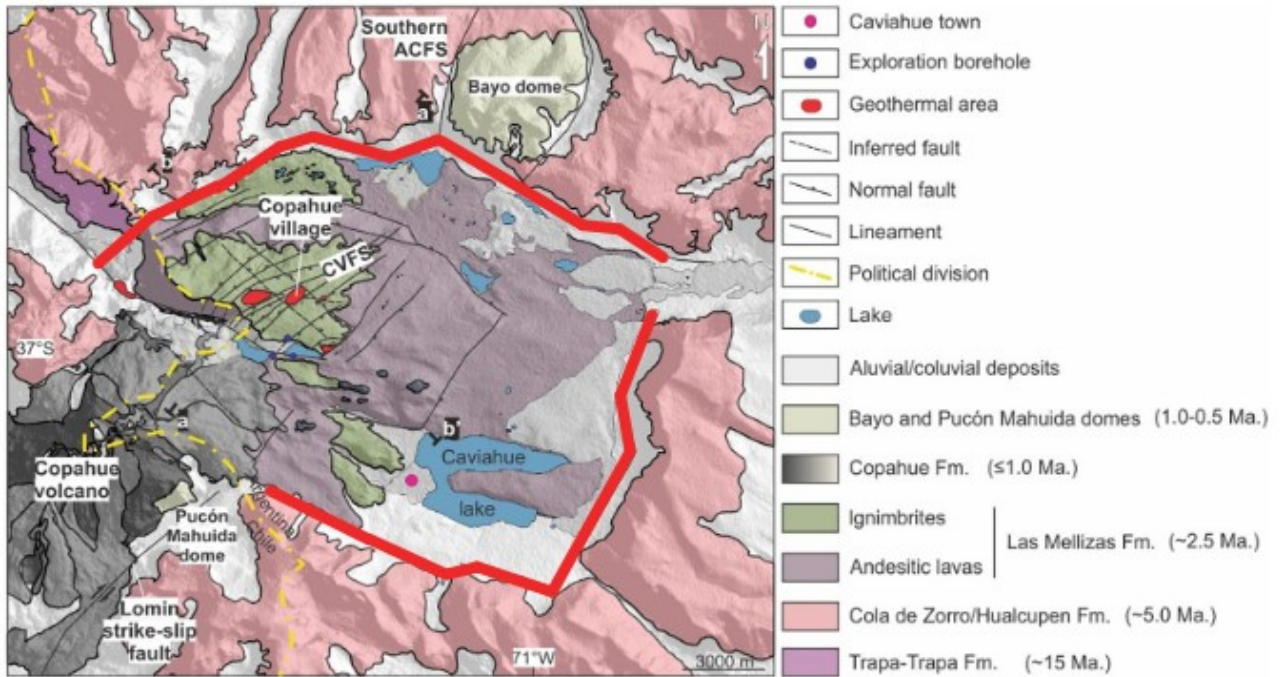 Southern
ACFS
Bayo dome
a
b
Copahue
village
CVFS
37°S
a
b
Copahue
volcano
Caviahue
lake
Pucón
Mahuida
dome
Lomin
strike-slip
fault
71°W
3000 m
Caviahue town
Exploration borehole
Geothermal area
Inferred fault
Normal fault
Lineament
Political division
Lake
Aluvial/coluvial deposits
Bayo and Pucón Mahuida domes (1.0-0.5 Ma.)
Copahue Fm. (≤1.0 Ma.)
Ignimbrites
Las Mellizas Fm. (~2.5 Ma.)
Andesitic lavas
Cola de Zorro/Hualcupen Fm. (~5.0 Ma.)
Trapa-Trapa Fm. (~15 Ma.)